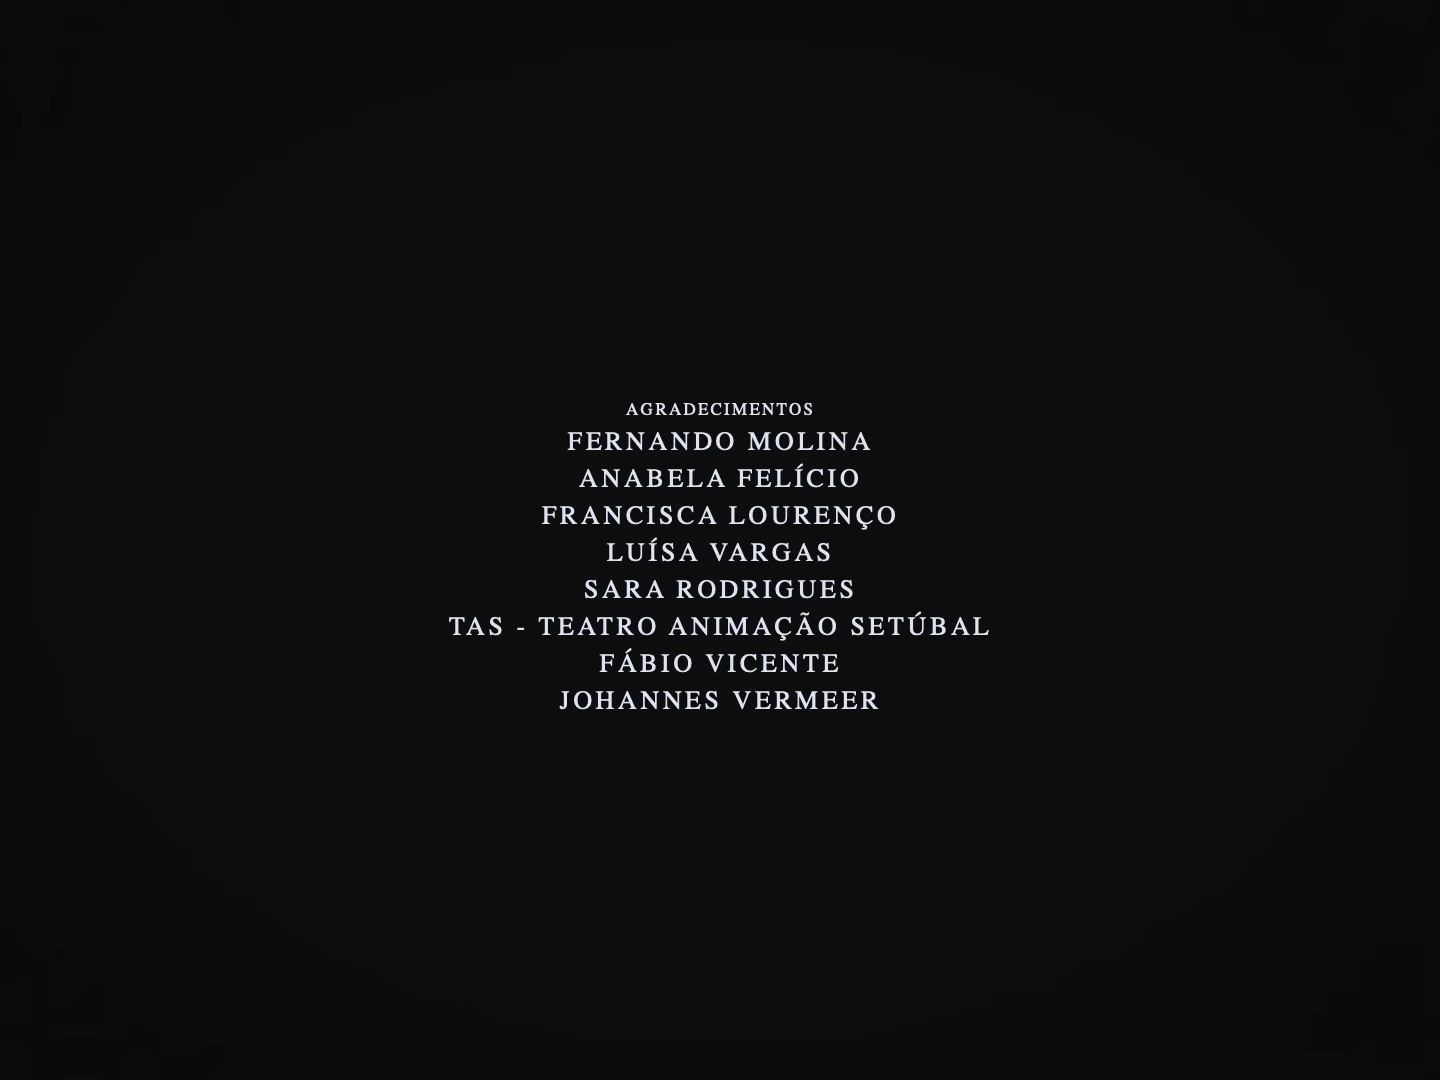 AGRADECIMENTOS
FERNANDO MOLINA
ANABELA FELÍCIO
FRANCISCA LOURENÇO
LUÍSA VARGAS
SARA RODRIGUES
TAS - TEATRO ANIMAÇÃO SETÚBAL
FÁBIO VICENTE
JOHANNES VERMEER